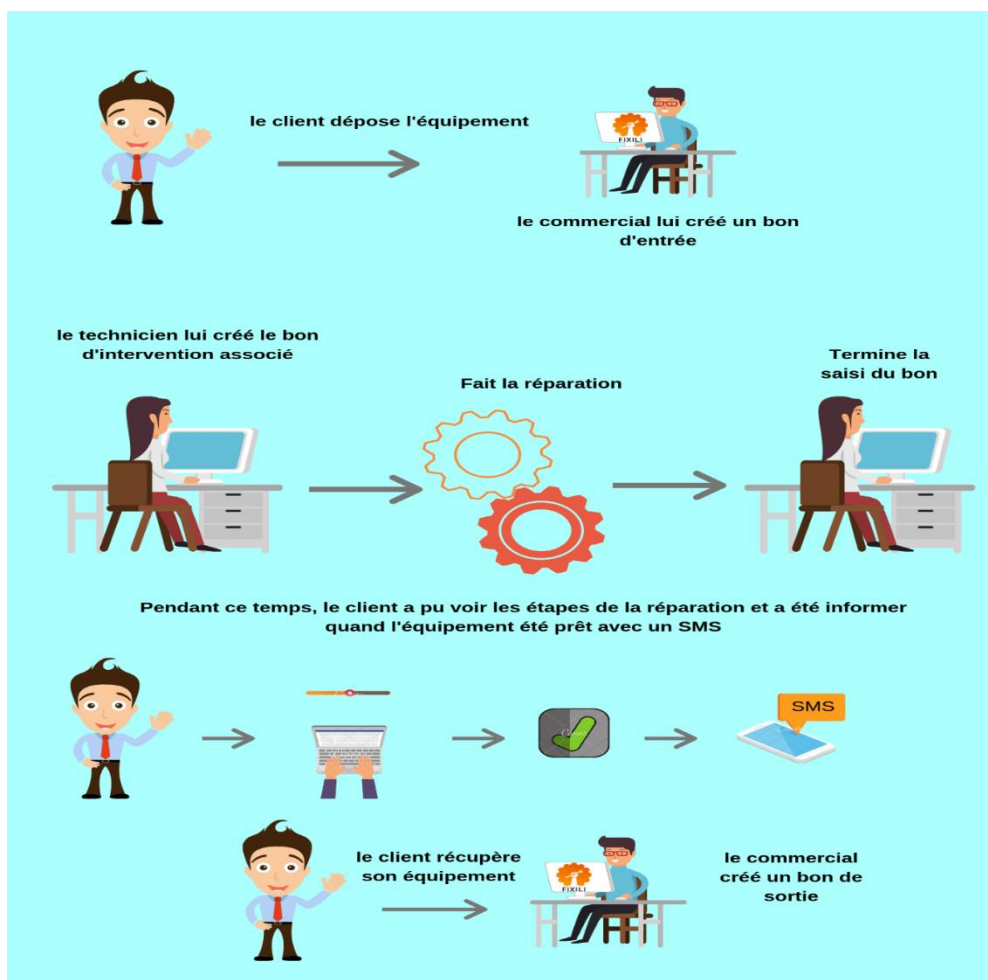 le client dépose l'équipement
FIXILI
le commercial lui créé un bon
d'entrée
le technicien lui créé le bon
d'intervention associé
Fait la réparation
Termine la
saisi du bon
Pendant ce temps, le client a pu voir les étapes de la réparation et a été informer
quand l'équipement été prêt avec un SMS
SMS
le client récupère
son équipement
FIXILI
le commercial
créé un bon de
sortie